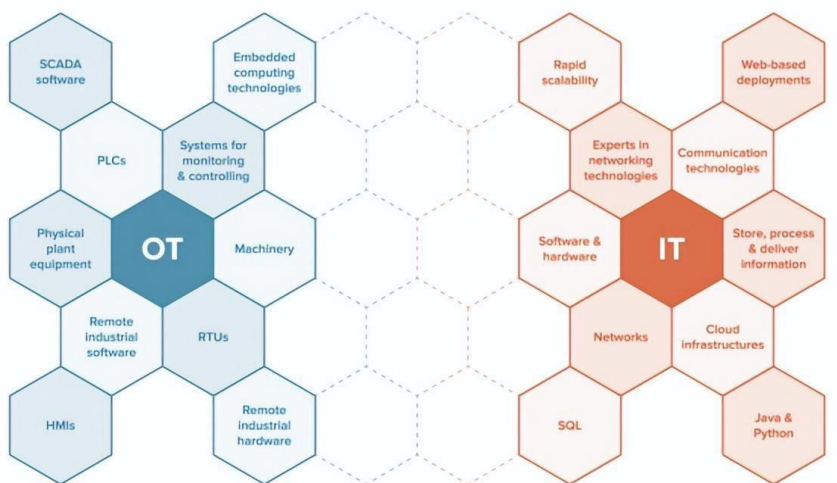 SCADA
software
Embedded
computing
technologies
PLCs
Systems for
monitoring
& controlling
Physical
plant
equipment
OT
Machinery
Remote
industrial
software
RTUs
HMIs
Remote
industrial
hardware
Rapid
scalability
Web-based
deployments
Experts in
networking
technologies
Communication
technologies
Software &
hardware
IT
Store, process
& deliver
information
Networks
Cloud
infrastructures
SQL
Java &
Python